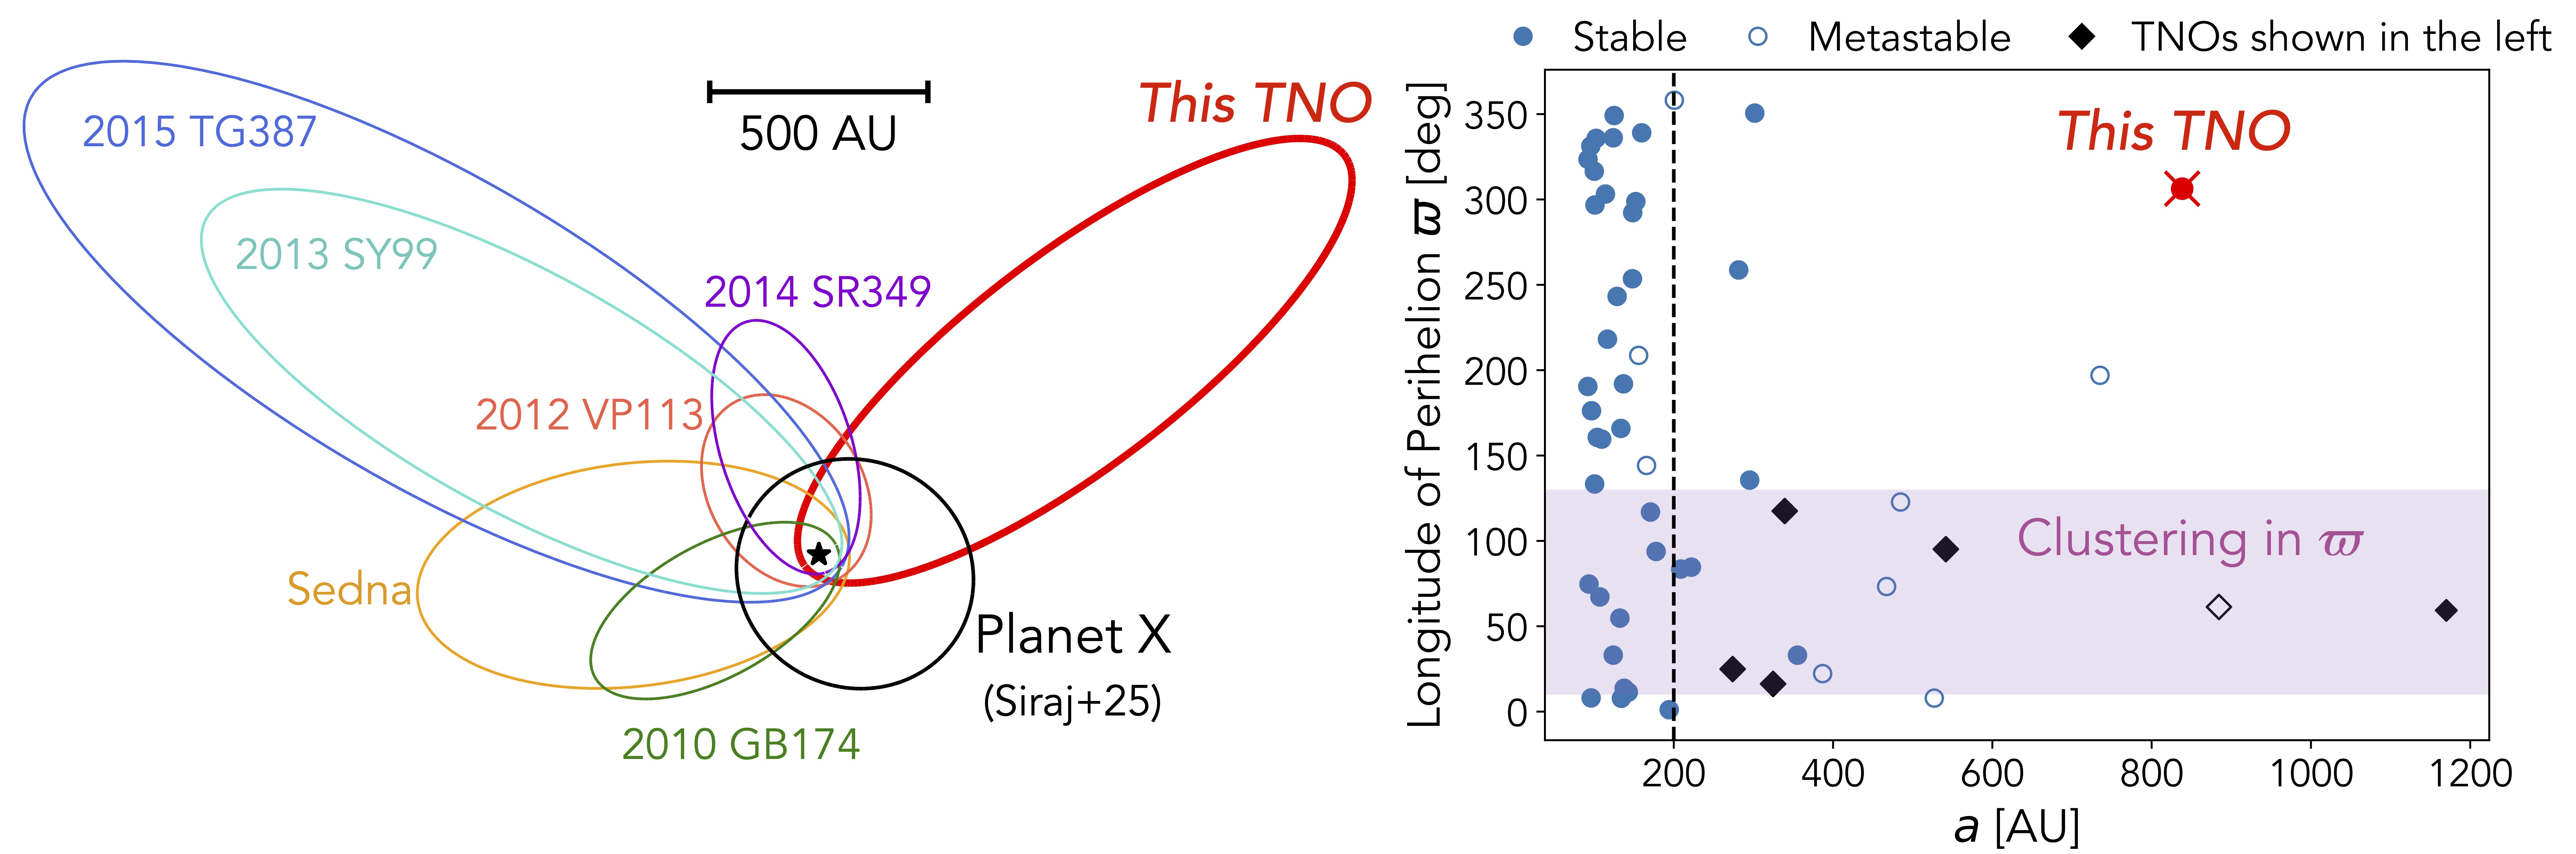 2015 TG387
2013 SY99
500 AU
This TNO
2014 SR349
2012 VP113
Sedna
Planet X
(Siraj+25)
2010 GB174
Stable
Metastable
TNOs shown in the left
Longitude of Perihelion ϖ [deg]
350
300
250
200
150
100
50
0
This TNO
Clustering in ϖ
200
400
600
800
1000
1200
a [AU]